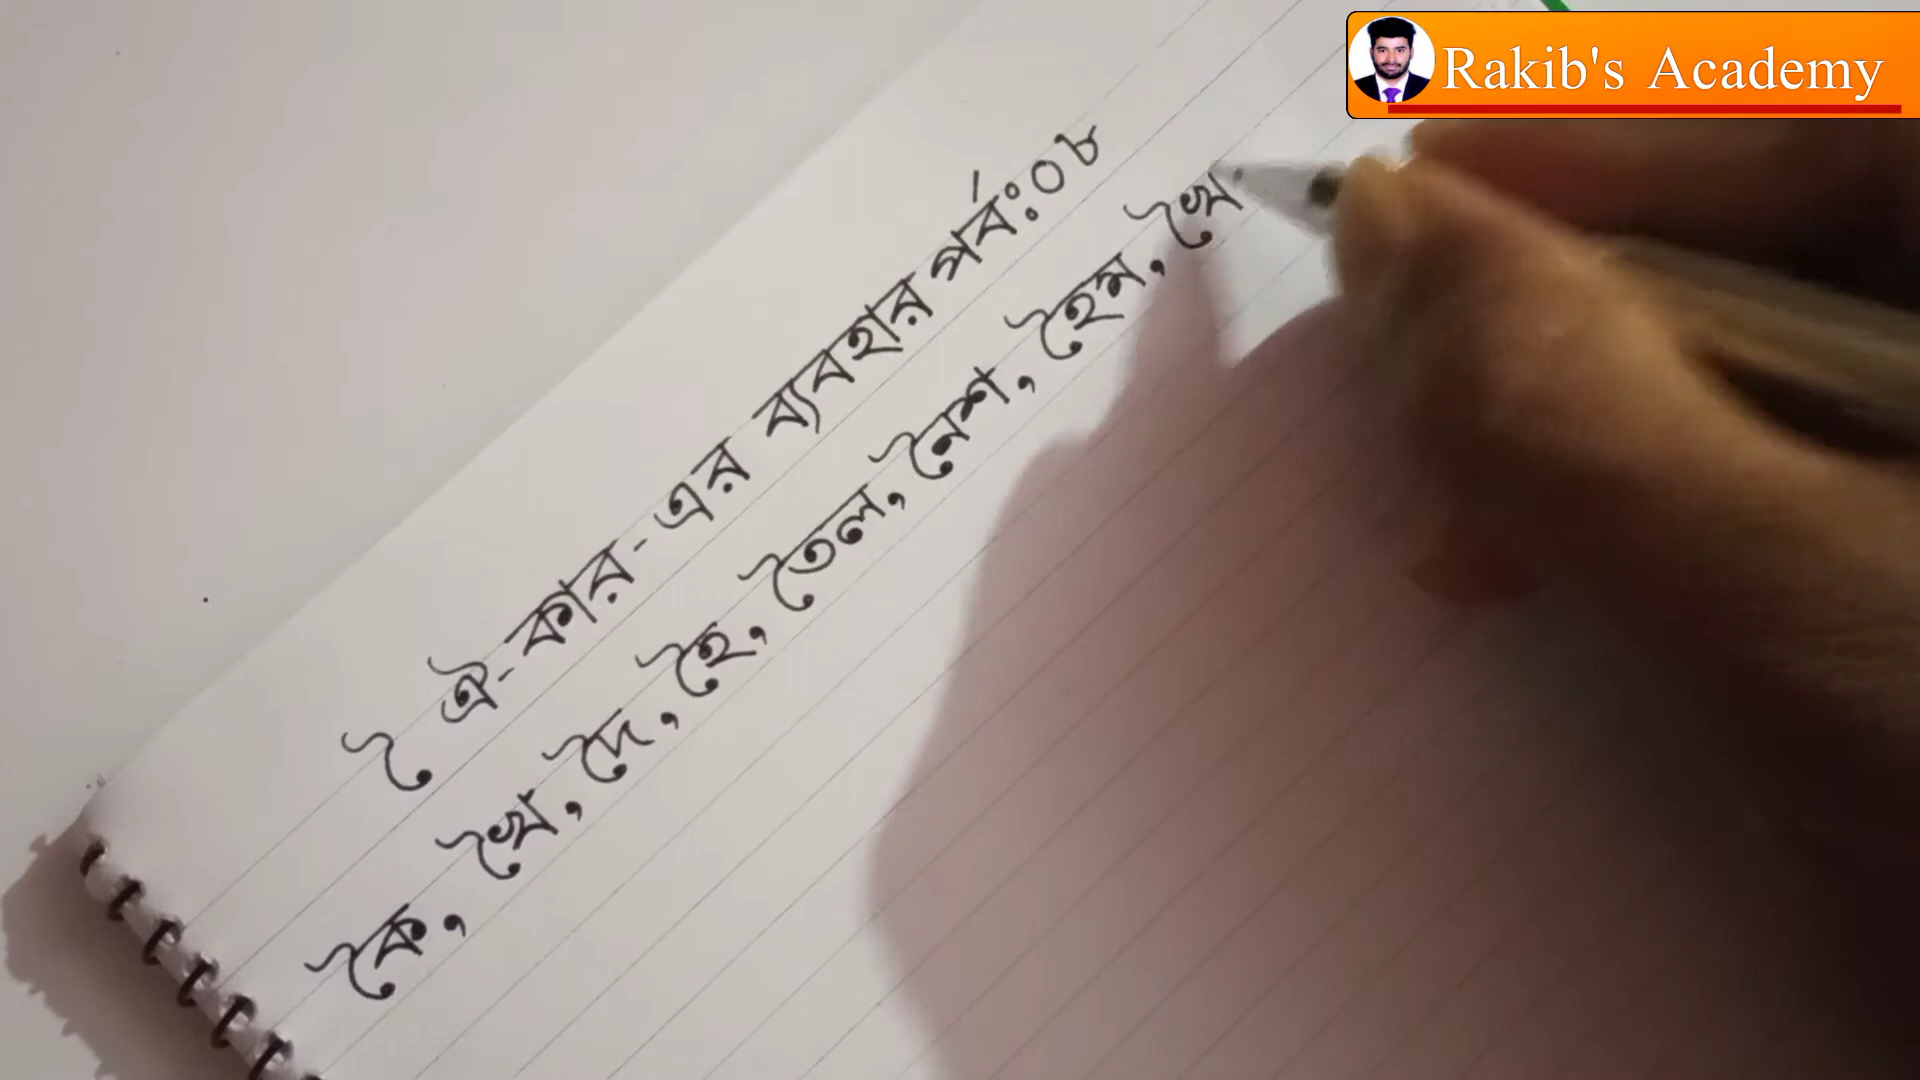 Rakib's Academy
ৈ ঐ-কার-এর ব্যবহার পর্ব:০৮
কৈ, খৈ, দৈ, হৈ, তৈল, নৈশ, হৈম, খৈ